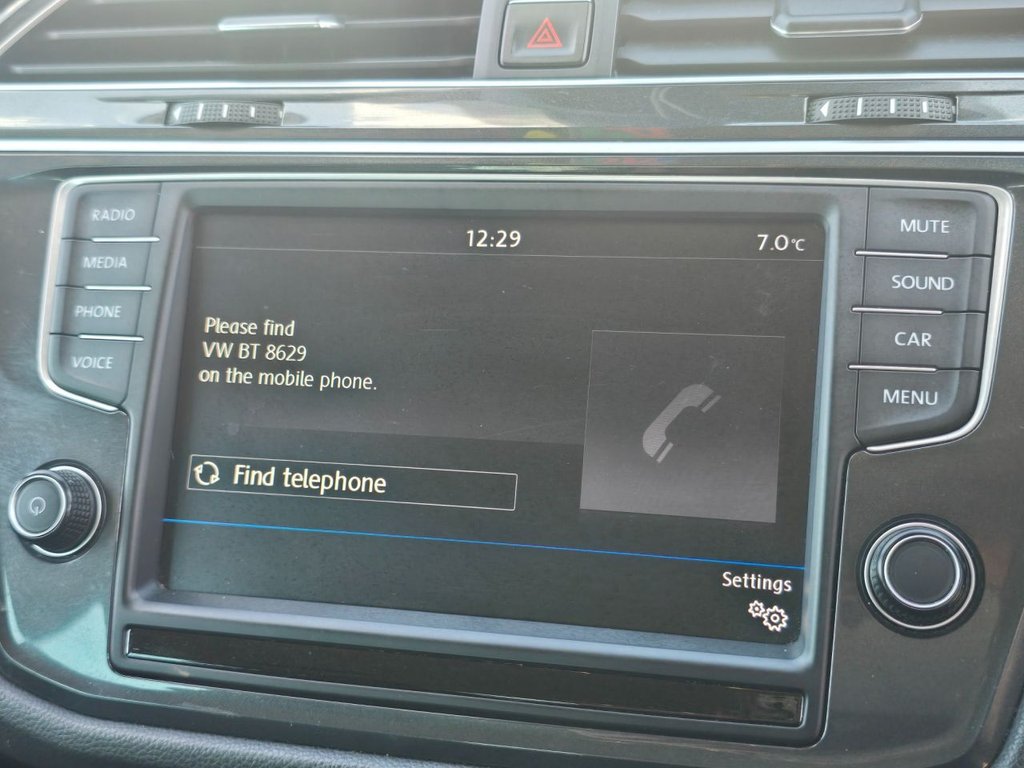 RADIO
MEDIA
PHONE
VOICE
12:29
7.0°C
Please find
VW BT 8629
on the mobile phone.
Find telephone
Settings
MUTE
SOUND
CAR
MENU